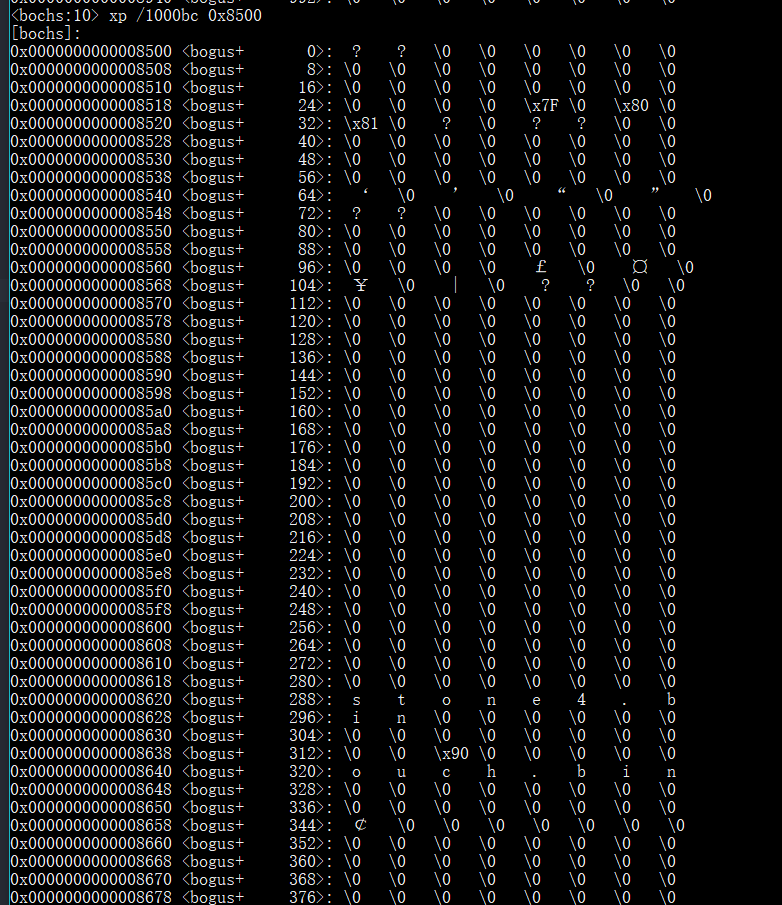 <bochs:10> xp /1000bc 0x8500
[bochs]:
0x0000000000008500 <bogus+       0>:  ?   ?  \0  \0  \0  \0  \0  \0
0x0000000000008508 <bogus+       8>: \0  \0  \0  \0  \0  \0  \0  \0
0x0000000000008510 <bogus+      16>: \0  \0  \0  \0  \0  \0  \0  \0
0x0000000000008518 <bogus+      24>: \0  \0  \0  \0  \x7F \0  \x80 \0
0x0000000000008520 <bogus+      32>: \x81 \0  ?  \0  ?   ?  \0  \0
0x0000000000008528 <bogus+      40>: \0  \0  \0  \0  \0  \0  \0  \0
0x0000000000008530 <bogus+      48>: \0  \0  \0  \0  \0  \0  \0  \0
0x0000000000008538 <bogus+      56>: \0  \0  \0  \0  \0  \0  \0  \0
0x0000000000008540 <bogus+      64>:  ‘  \0  ’  \0  “  \0  ”  \0
0x0000000000008548 <bogus+      72>:  ?   ?  \0  \0  \0  \0  \0  \0
0x0000000000008550 <bogus+      80>: \0  \0  \0  \0  \0  \0  \0  \0
0x0000000000008558 <bogus+      88>: \0  \0  \0  \0  \0  \0  \0  \0
0x0000000000008560 <bogus+      96>: \0  \0  \0  \0  £  \0  ¤  \0
0x0000000000008568 <bogus+     104>:  ¥  \0  |  \0  ?   ?  \0  \0
0x0000000000008570 <bogus+     112>: \0  \0  \0  \0  \0  \0  \0  \0
0x0000000000008578 <bogus+     120>: \0  \0  \0  \0  \0  \0  \0  \0
0x0000000000008580 <bogus+     128>: \0  \0  \0  \0  \0  \0  \0  \0
0x0000000000008588 <bogus+     136>: \0  \0  \0  \0  \0  \0  \0  \0
0x0000000000008590 <bogus+     144>: \0  \0  \0  \0  \0  \0  \0  \0
0x0000000000008598 <bogus+     152>: \0  \0  \0  \0  \0  \0  \0  \0
0x00000000000085a0 <bogus+     160>: \0  \0  \0  \0  \0  \0  \0  \0
0x00000000000085a8 <bogus+     168>: \0  \0  \0  \0  \0  \0  \0  \0
0x00000000000085b0 <bogus+     176>: \0  \0  \0  \0  \0  \0  \0  \0
0x00000000000085b8 <bogus+     184>: \0  \0  \0  \0  \0  \0  \0  \0
0x00000000000085c0 <bogus+     192>: \0  \0  \0  \0  \0  \0  \0  \0
0x00000000000085c8 <bogus+     200>: \0  \0  \0  \0  \0  \0  \0  \0
0x00000000000085d0 <bogus+     208>: \0  \0  \0  \0  \0  \0  \0  \0
0x00000000000085d8 <bogus+     216>: \0  \0  \0  \0  \0  \0  \0  \0
0x00000000000085e0 <bogus+     224>: \0  \0  \0  \0  \0  \0  \0  \0
0x00000000000085e8 <bogus+     232>: \0  \0  \0  \0  \0  \0  \0  \0
0x00000000000085f0 <bogus+     240>: \0  \0  \0  \0  \0  \0  \0  \0
0x00000000000085f8 <bogus+     248>: \0  \0  \0  \0  \0  \0  \0  \0
0x0000000000008600 <bogus+     256>: \0  \0  \0  \0  \0  \0  \0  \0
0x0000000000008608 <bogus+     264>: \0  \0  \0  \0  \0  \0  \0  \0
0x0000000000008610 <bogus+     272>: \0  \0  \0  \0  \0  \0  \0  \0
0x0000000000008618 <bogus+     280>: \0  \0  \0  \0  \0  \0  \0  \0
0x0000000000008620 <bogus+     288>:  s   t   o   n   e   4   .   b
0x0000000000008628 <bogus+     296>:  i   n  \0  \0  \0  \0  \0  \0
0x0000000000008630 <bogus+     304>: \0  \0  \0  \0  \0  \0  \0  \0
0x0000000000008638 <bogus+     312>: \0  \0  \x90 \0  \0  \0  \0  \0
0x0000000000008640 <bogus+     320>:  o   u   c   h   .   b   i   n
0x0000000000008648 <bogus+     328>: \0  \0  \0  \0  \0  \0  \0  \0
0x0000000000008650 <bogus+     336>: \0  \0  \0  \0  \0  \0  \0  \0
0x0000000000008658 <bogus+     344>:  ¢  \0  \0  \0  \0  \0  \0  \0
0x0000000000008660 <bogus+     352>: \0  \0  \0  \0  \0  \0  \0  \0
0x0000000000008668 <bogus+     360>: \0  \0  \0  \0  \0  \0  \0  \0
0x0000000000008670 <bogus+     368>: \0  \0  \0  \0  \0  \0  \0  \0
0x0000000000008678 <bogus+     376>: \0  \0  \0  \0  \0  \0  \0  \0